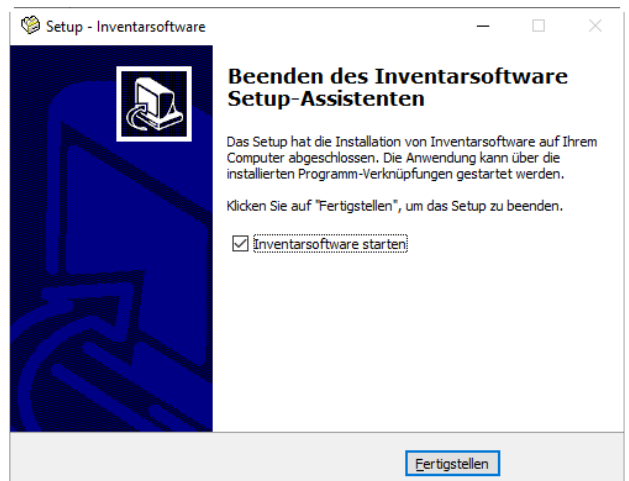 Setup - Inventarsoftware
Beenden des Inventarsoftware
Setup-Assistenten
Das Setup hat die Installation von Inventarsoftware auf Ihrem
Computer abgeschlossen. Die Anwendung kann über die
installierten Programm-Verknüpfungen gestartet werden.
Klicken Sie auf "Fertigstellen", um das Setup zu beenden.
Inventarsoftware starten
Fertigstellen